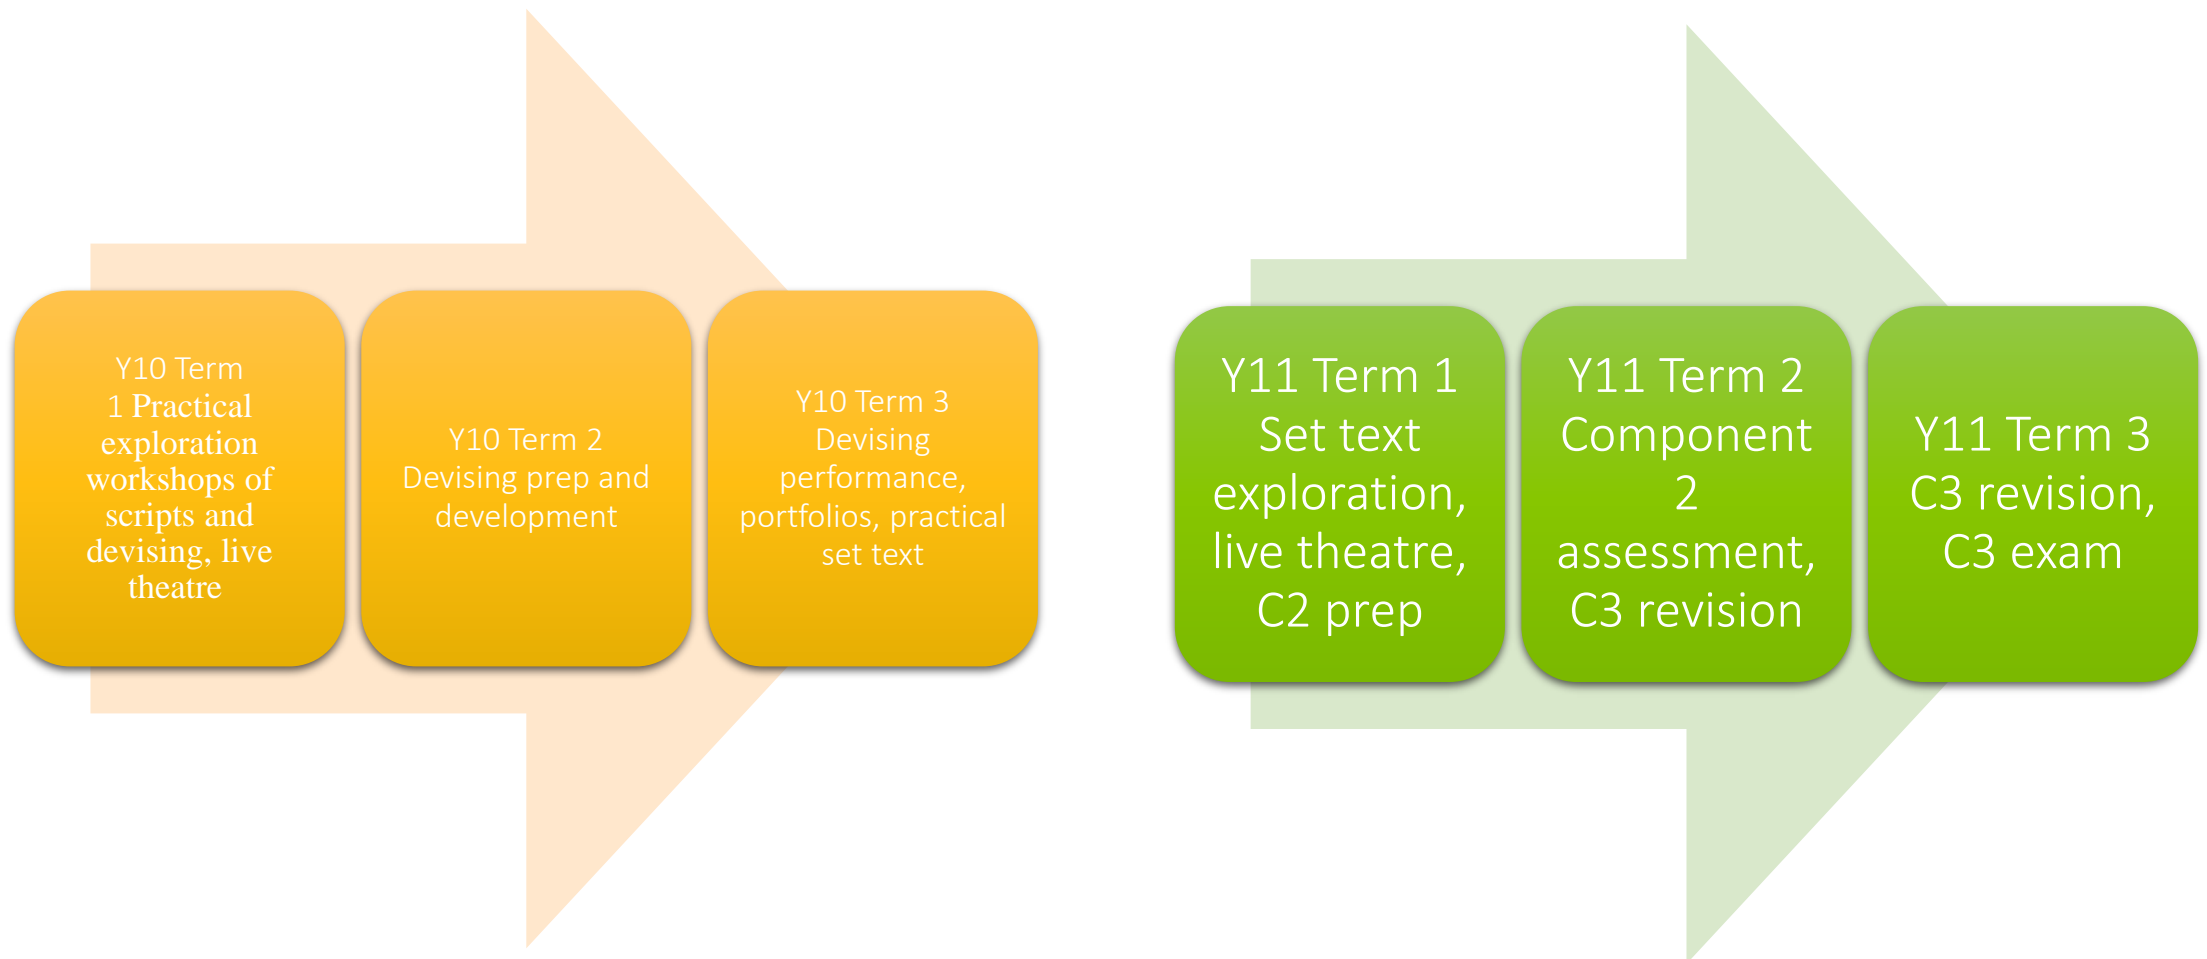 Y10 Term
1 Practical
exploration
workshops of
scripts and
devising, live
theatre
Y10 Term 2
Devising prep and
development
Y10 Term 3
Devising
performance,
portfolios, practical
set text
Y11 Term 1
Set text
exploration,
live theatre,
C2 prep
Y11 Term 2
Component
2
assessment,
C3 revision
Y11 Term 3
C3 revision,
C3 exam